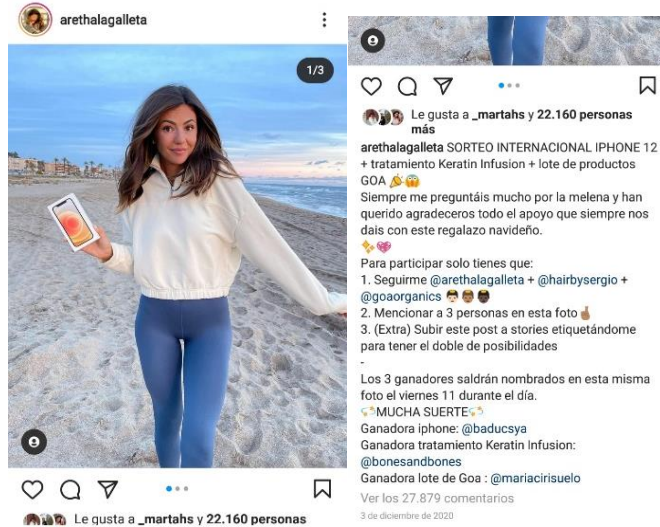 arethalagalleta
1/3
Le gusta a _martahs y 22.160 personas
Le gusta a _martahs y 22.160 personas
más
arethalagalleta SORTEO INTERNACIONAL IPHONE 12
+ tratamiento Keratin Infusion + lote de productos
GOA 🎉😱
Siempre me preguntáis mucho por la melena y han
querido agradeceros todo el apoyo que siempre nos
dais con este regalazo navideño.
✨💖
Para participar solo tienes que:
1. Seguirme @arethalagalleta + @hairbysergio +
@goaorganics 👨🏻👨🏽👨🏿
2. Mencionar a 3 personas en esta foto ☝🏽
3. (Extra) Subir este post a stories etiquetándome
para tener el doble de posibilidades
-
Los 3 ganadores saldrán nombrados en esta misma
foto el viernes 11 durante el día.
💫MUCHA SUERTE💫
Ganadora iphone: @baducsya
Ganadora tratamiento Keratin Infusion:
@bonesandbones
Ganadora lote de Goa : @mariacirisuelo
Ver los 27.879 comentarios
3 de diciembre de 2020